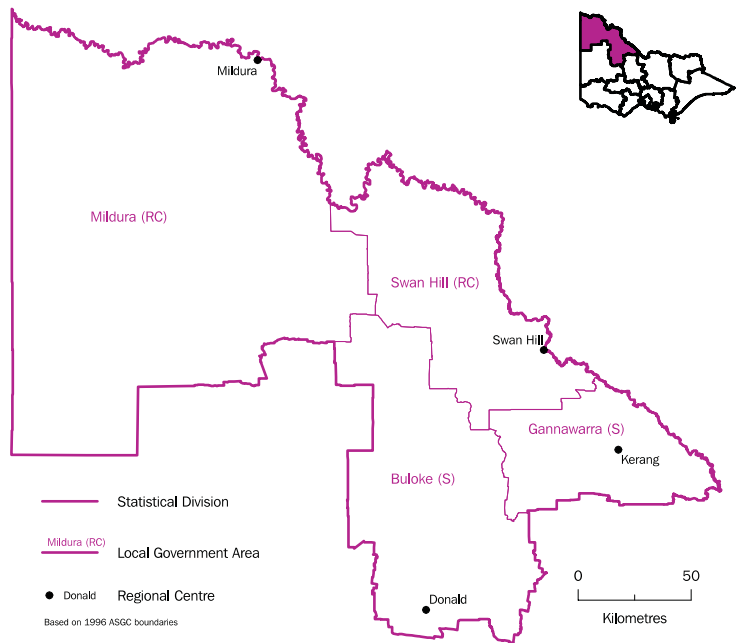 Mildura
Mildura (RC)
Swan Hill (RC)
Swan Hill
Gannawarra (S)
Kerang
Buluke (S)
Statistical Division
Mildura (RC)
Local Government Area
Donald
Regional Centre
Based on 1996 ASGC boundaries
Donald
0 50
Kilometres